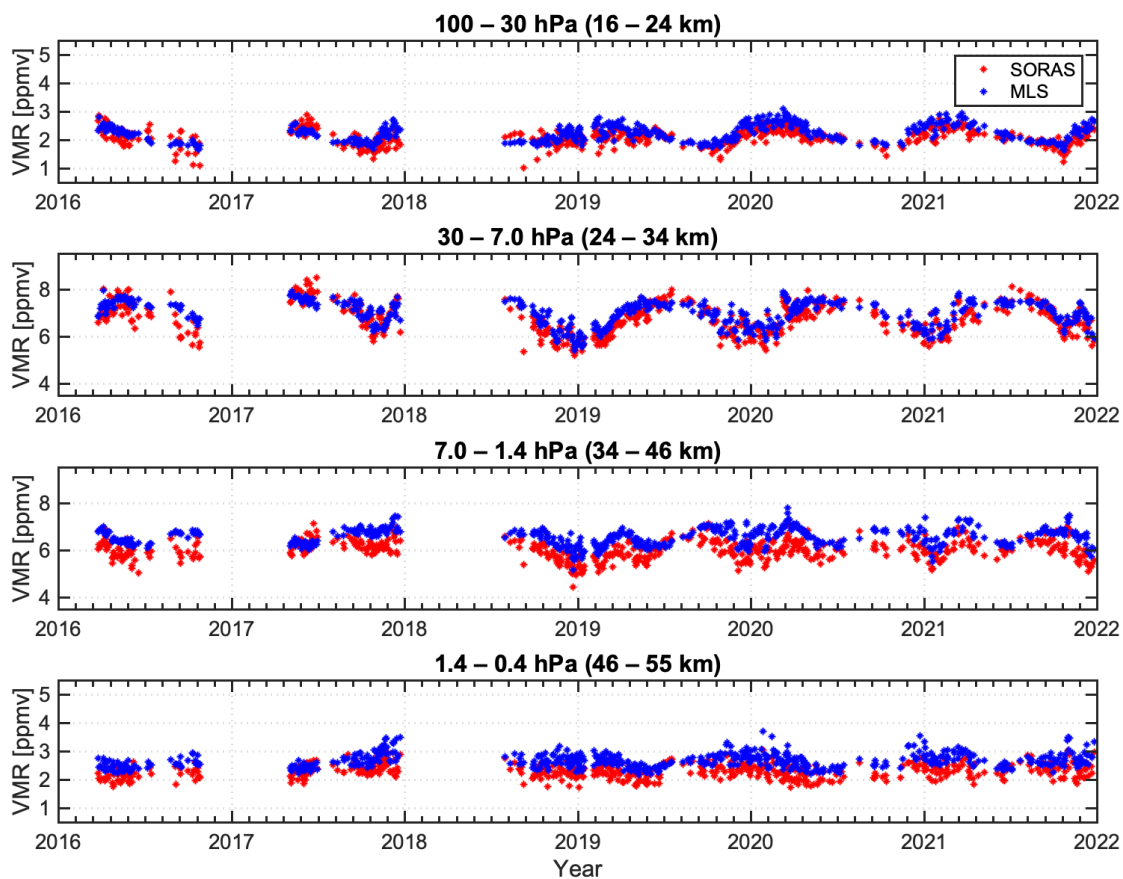 100 – 30 hPa (16 – 24 km)
VMR [ppmv]
5
4
3
2
1
SORAS
MLS
2016 2017 2018 2019 2020 2021 2022
30 – 7.0 hPa (24 – 34 km)
VMR [ppmv]
8
6
4
2016 2017 2018 2019 2020 2021 2022
7.0 – 1.4 hPa (34 – 46 km)
VMR [ppmv]
8
6
4
2016 2017 2018 2019 2020 2021 2022
1.4 – 0.4 hPa (46 – 55 km)
VMR [ppmv]
5
4
3
2
1
2016 2017 2018 2019 2020 2021 2022
Year